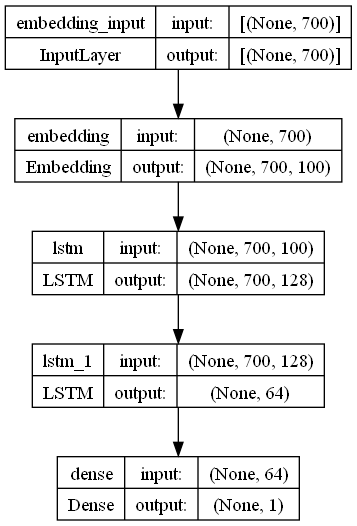 embedding_input input: [(None, 700)]
InputLayer output: [(None, 700)]
embedding input: (None, 700)
Embedding output: (None, 700, 100)
lstm input: (None, 700, 100)
LSTM output: (None, 700, 128)
lstm_1 input: (None, 700, 128)
LSTM output: (None, 64)
dense input: (None, 64)
Dense output: (None, 1)